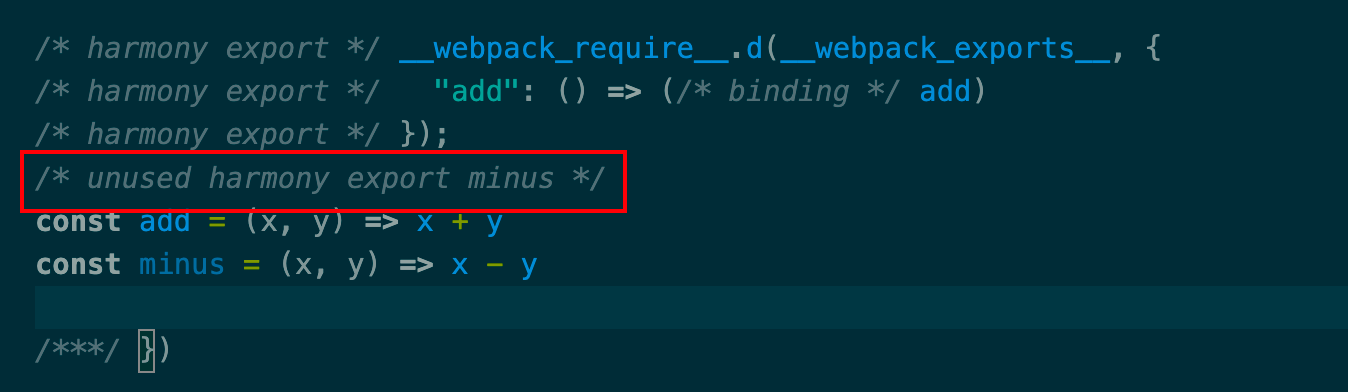 /* harmony export */ __webpack_require__.d(__webpack_exports__, {
/* harmony export */   "add": () => (/* binding */ add)
/* harmony export */ });
/* unused harmony export minus */
const add = (x, y) => x + y
const minus = (x, y) => x - y
/***/ })